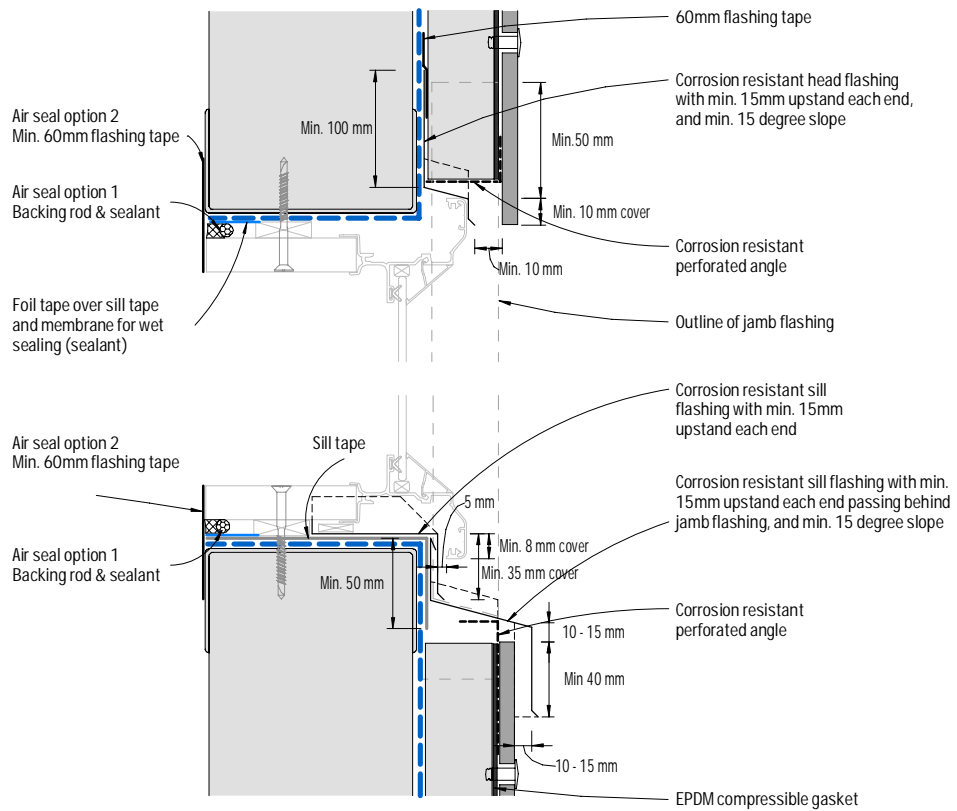 60mm flashing tape
Corrosion resistant head flashing
with min. 15mm upstand each end,
and min. 15 degree slope
Air seal option 2
Min. 60mm flashing tape
Min. 100 mm
Min.50 mm
Air seal option 1
Backing rod & sealant
Min. 10 mm cover
Corrosion resistant
perforated angle
Min. 10 mm
Foil tape over sill tape
and membrane for wet
sealing (sealant)
Outline of jamb flashing
Corrosion resistant sill
flashing with min. 15mm
upstand each end
Air seal option 2
Min. 60mm flashing tape
Sill tape
Corrosion resistant sill flashing with min.
15mm upstand each end passing behind
jamb flashing, and min. 15 degree slope
5 mm
Min. 8 mm cover
Air seal option 1
Backing rod & sealant
Min. 50 mm
Min. 35 mm cover
Corrosion resistant
perforated angle
10 - 15 mm
Min 40 mm
10 - 15 mm
EPDM compressible gasket